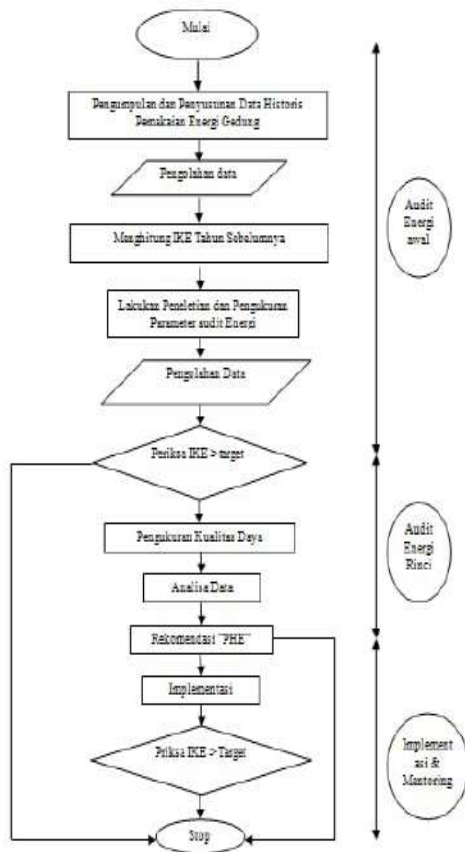 Mulai
Pengumpulan dan Penyusunan Data Historis
Pemakaian Energi Gedung
Pengolahan data
Menghitung IKE Tahun Sebelumnya
Lakukan Peneletian dan Pengukuran
Parameter audit Energi
Pengolahan Data
Periksa IKE > target
Pengukuran Kualitas Daya
Analisa Data
Rekomendasi "PHE"
Implementasi
Priksa IKE > Target
Stop
Audit
Energi
awal
Audit
Energi
Rinci
Implement
asi &
Mentoring